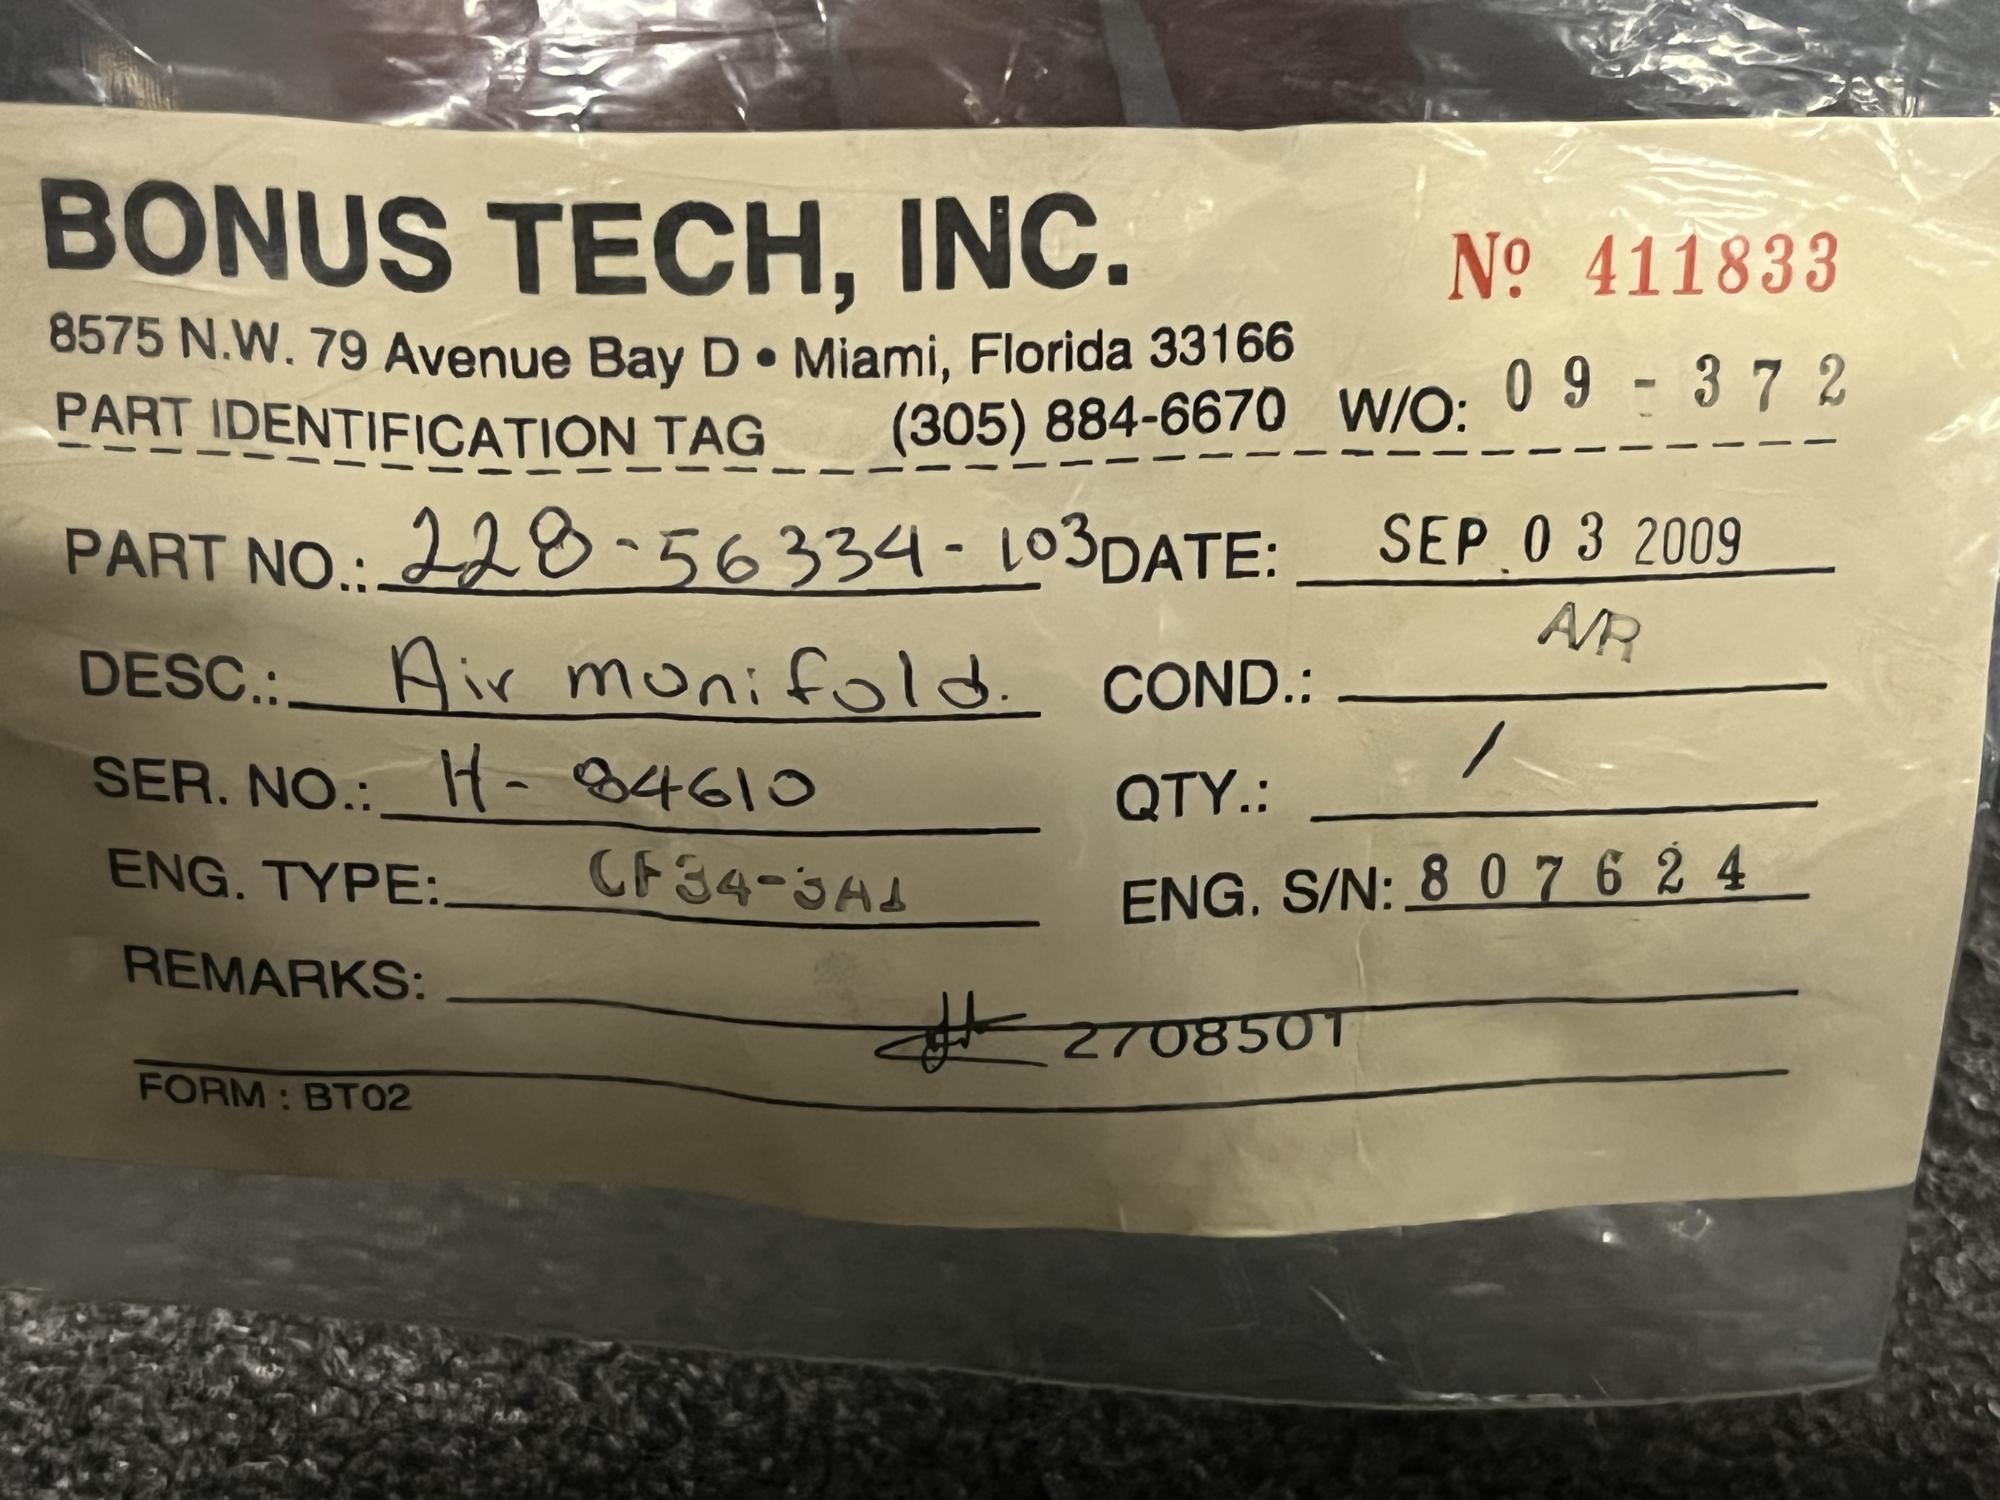 BONUS TECH, INC.
Nº 411833
8575 N.W. 79 Avenue Bay D • Miami, Florida 33166
PART IDENTIFICATION TAG (305) 884-6670 W/O: 09-372
PART NO.: 228-56334-103 DATE: SEP 03 2009
DESC.: Air manifold. COND.: A/R
SER. NO.: H-84610 QTY.: 1
ENG. TYPE: CF34-3A1 ENG. S/N: 807624
REMARKS:
2708501
FORM : BT02